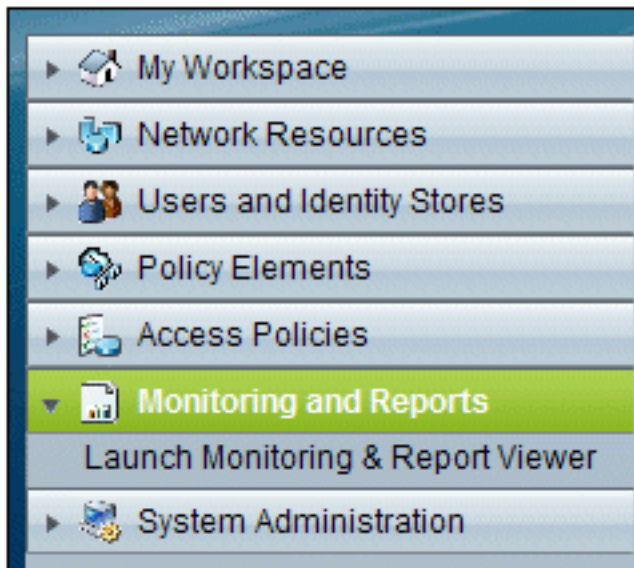 My Workspace
Network Resources
Users and Identity Stores
Policy Elements
Access Policies
Monitoring and Reports
Launch Monitoring & Report Viewer
System Administration